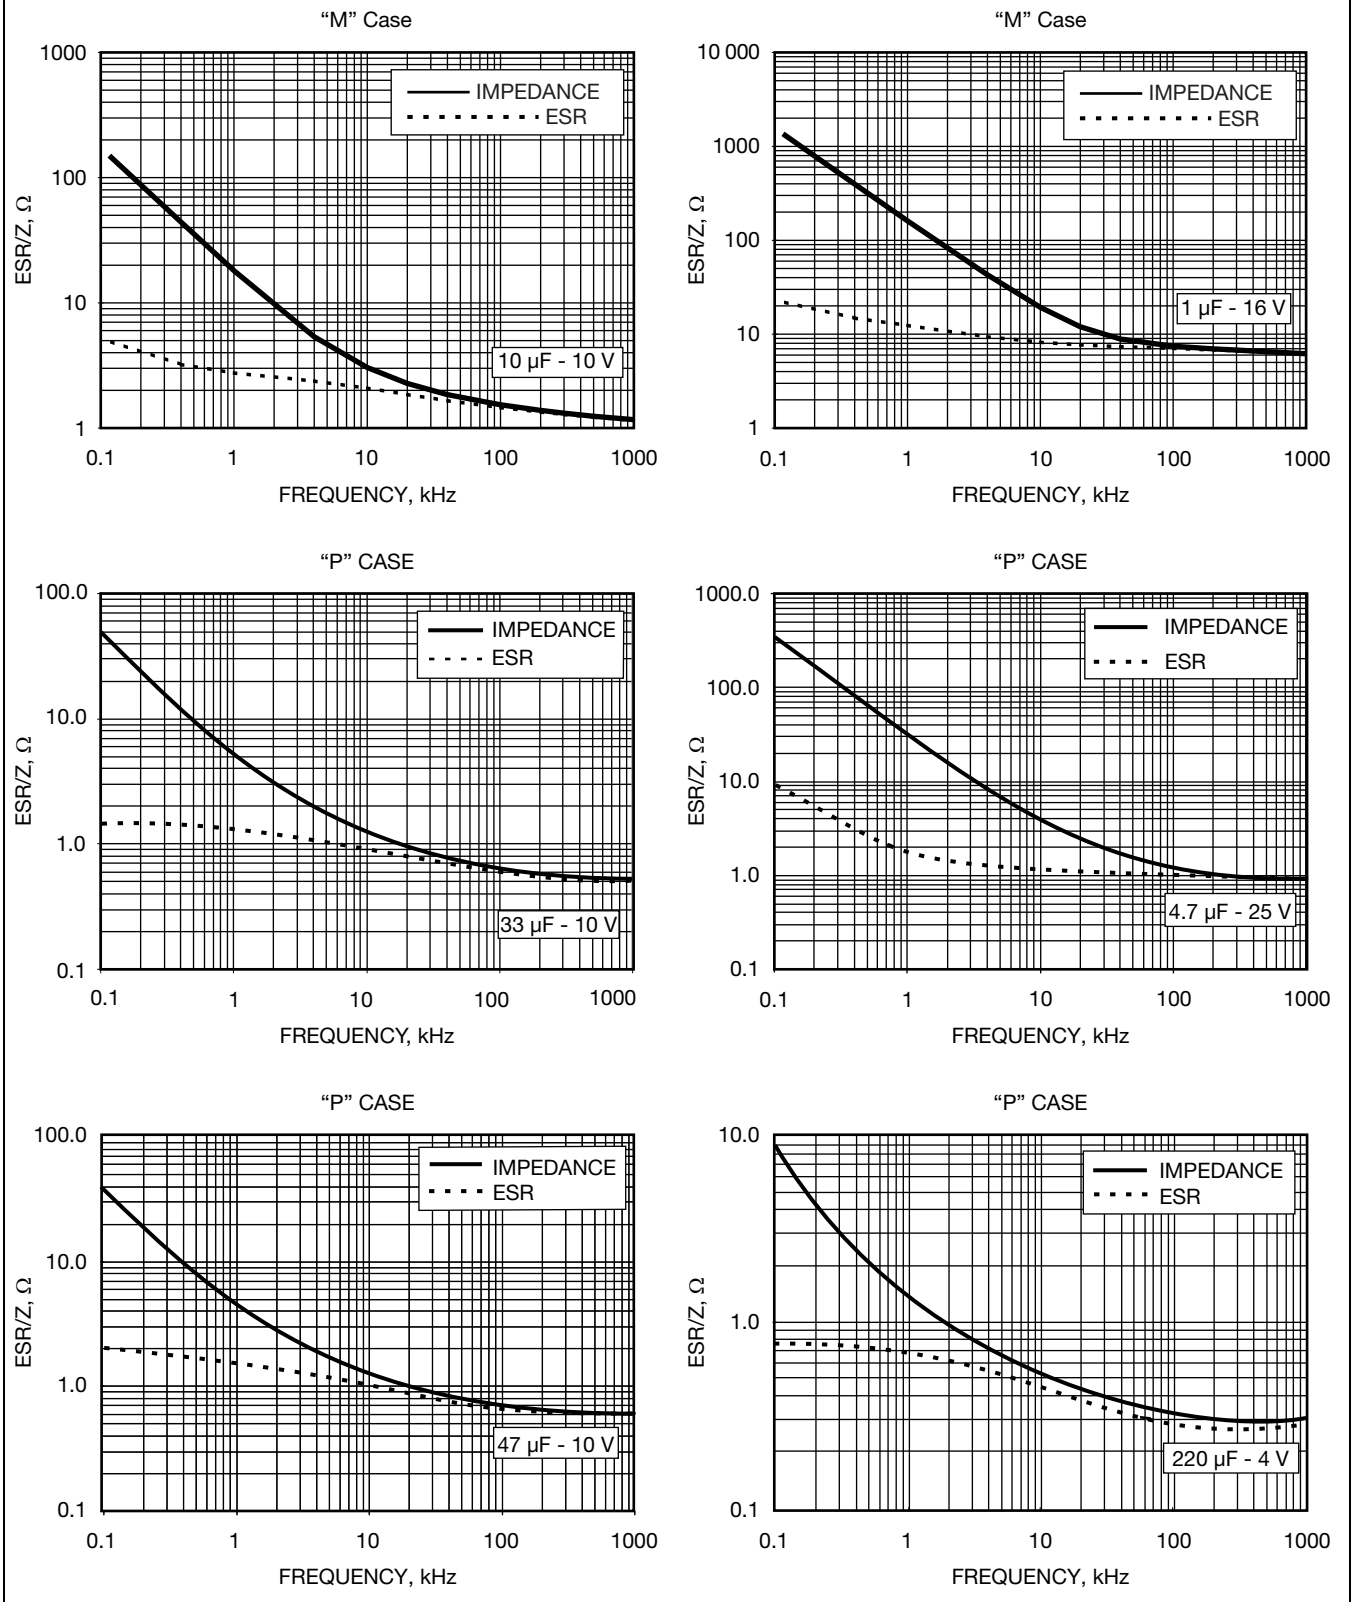 “M” Case
1000
100
10
1
ESR/Z, Ω
IMPEDANCE
ESR
10 µF - 10 V
0.1 1 10 100 1000
FREQUENCY, kHz
“M” Case
10 000
1000
100
10
1
ESR/Z, Ω
IMPEDANCE
ESR
1 µF - 16 V
0.1 1 10 100 1000
FREQUENCY, kHz
“P” CASE
100.0
10.0
1.0
0.1
ESR/Z, Ω
IMPEDANCE
ESR
33 µF - 10 V
0.1 1 10 100 1000
FREQUENCY, kHz
“P” CASE
1000.0
100.0
10.0
1.0
0.1
ESR/Z, Ω
IMPEDANCE
ESR
4.7 µF - 25 V
0.1 1 10 100 1000
FREQUENCY, kHz
“P” CASE
100.0
10.0
1.0
0.1
ESR/Z, Ω
IMPEDANCE
ESR
47 µF - 10 V
0.1 1 10 100 1000
FREQUENCY, kHz
“P” CASE
10.0
1.0
0.1
ESR/Z, Ω
IMPEDANCE
ESR
220 µF - 4 V
0.1 1 10 100 1000
FREQUENCY, kHz